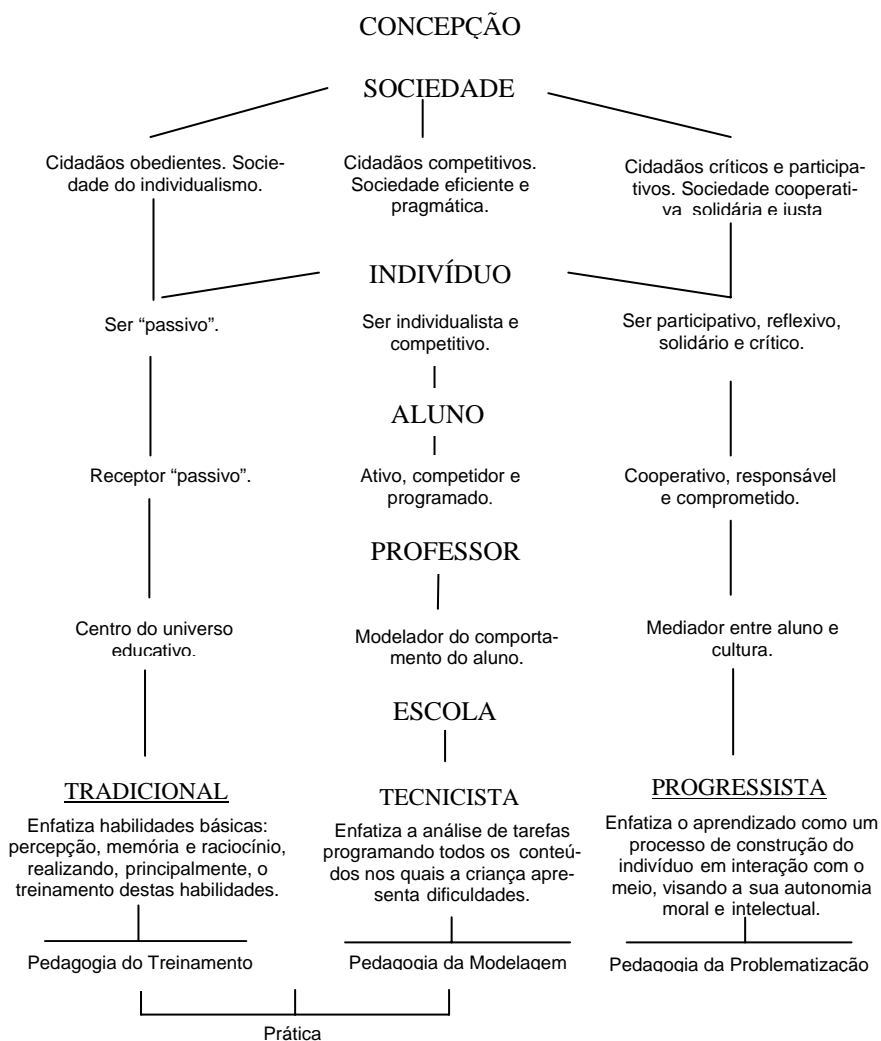 CONCEPÇÃO
SOCIEDADE
Cidadãos obedientes. Socie-
dade do individualismo.
Cidadãos competitivos.
Sociedade eficiente e
pragmática.
Cidadãos críticos e participa-
tivos. Sociedade cooperati-
va solidária e justa
INDIVÍDUO
Ser “passivo”.
Ser individualista e
competitivo.
Ser participativo, reflexivo,
solidário e crítico.
ALUNO
Receptor “passivo”.
Ativo, competidor e
programado.
Cooperativo, responsável
e comprometido.
PROFESSOR
Centro do universo
educativo.
Modelador do comporta-
mento do aluno.
Mediador entre aluno e
cultura.
ESCOLA
TRADICIONAL
Enfatiza habilidades básicas:
percepção, memória e raciocínio,
realizando, principalmente, o
treinamento destas habilidades.
TECNICISTA
Enfatiza a análise de tarefas
programando todos os conteú-
dos nos quais a criança apre-
senta dificuldades.
PROGRESSISTA
Enfatiza o aprendizado como um
processo de construção do
indivíduo em interação com o
meio, visando a sua autonomia
moral e intelectual.
Pedagogia do Treinamento
Pedagogia da Modelagem
Pedagogia da Problematização
Prática